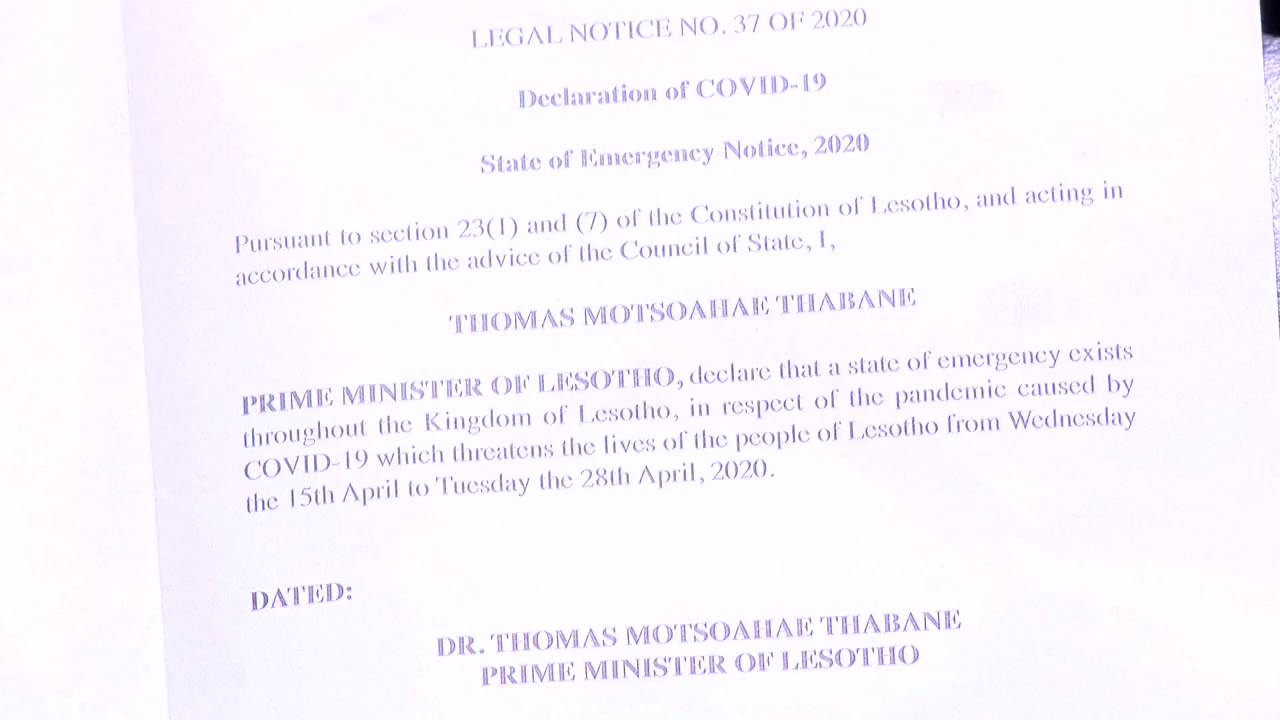 LEGAL NOTICE NO. 37 OF 2020
Declaration of COVID-19
State of Emergency Notice, 2020
Pursuant to section 23(1) and (7) of the Constitution of Lesotho, and acting in
accordance with the advice of the Council of State, I,
THOMAS MOTSOAHAE THABANE
PRIME MINISTER OF LESOTHO, declare that a state of emergency exists
throughout the Kingdom of Lesotho, in respect of the pandemic caused by
COVID-19 which threatens the lives of the people of Lesotho from Wednesday
the 15th April to Tuesday the 28th April, 2020.
DATED:
DR. THOMAS MOTSOAHAE THABANE
PRIME MINISTER OF LESOTHO